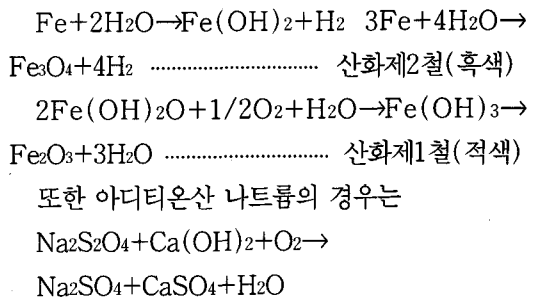 Fe+2H2O→Fe(OH)2+H2 3Fe+4H2O→
Fe3O4+4H2 ································ 산화제2철(흑색)
2Fe(OH)2O+1/2O2+H2O→Fe(OH)3→
Fe2O3+3H2O ······························ 산화제1철(적색)
또한 아디티온산 나트륨의 경우는
Na2S2O4+Ca(OH)2+O2→
Na2SO4+CaSO4+H2O